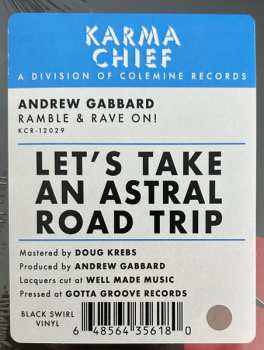 KARMA
CHIEF
A DIVISION OF COLEMINE RECORDS
ANDREW GABBARD
RAMBLE & RAVE ON!
KCR-12029
LET'S TAKE
AN ASTRAL
ROAD TRIP
Mastered by DOUG KREBS
Produced by ANDREW GABBARD
Lacquers cut at WELL MADE MUSIC
Pressed at GOTTA GROOVE RECORDS
BLACK SWIRL
VINYL
6 48564 35618 0